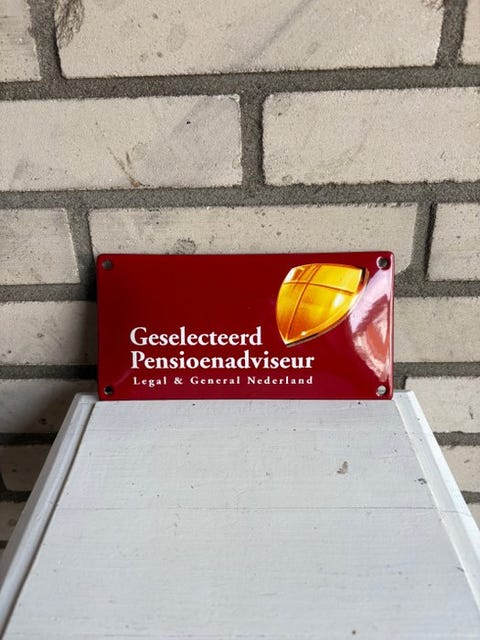 Geselecteerd
Pensioenadviseur
Legal & General Nederland